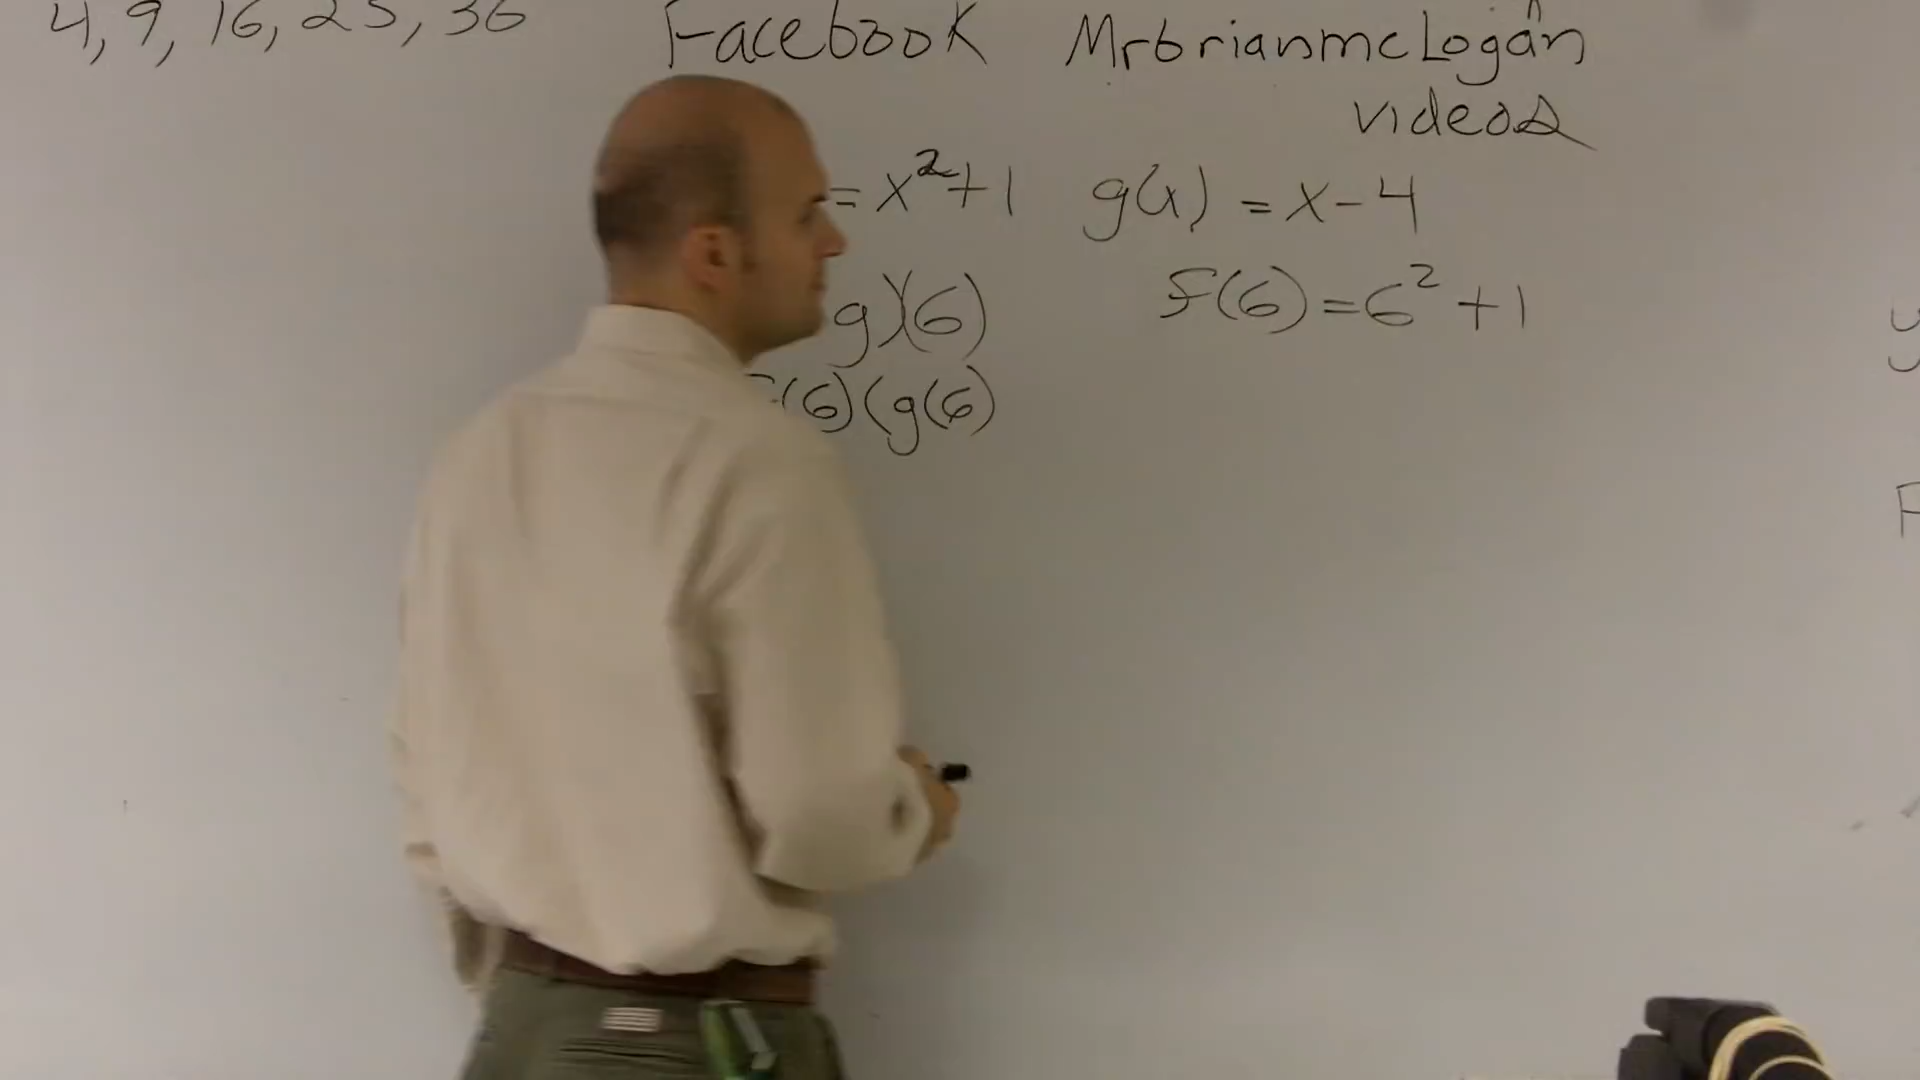 4, 9, 16, 25, 36 Facebook Mrbrianmclogan
videos
= x²+1 g(x) = x-4
g)(6) f(6) = 6² + 1
f(6)(g(6)